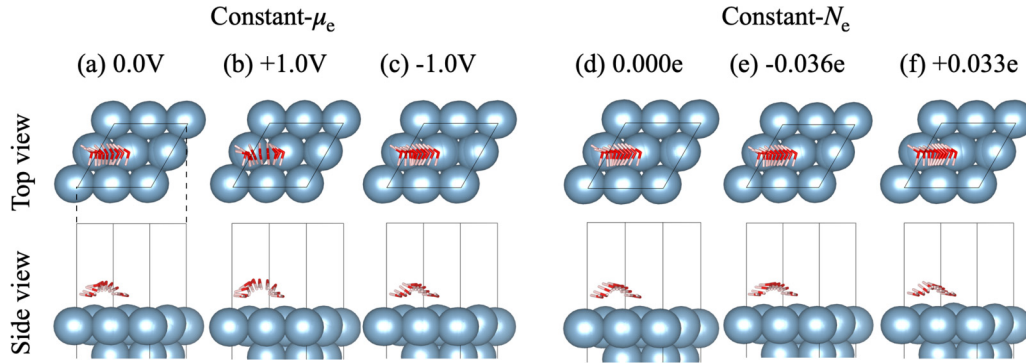 Constant-μe Constant-Ne
(a) 0.0V (b) +1.0V (c) -1.0V (d) 0.000e (e) -0.036e (f) +0.033e
Top view
Side view